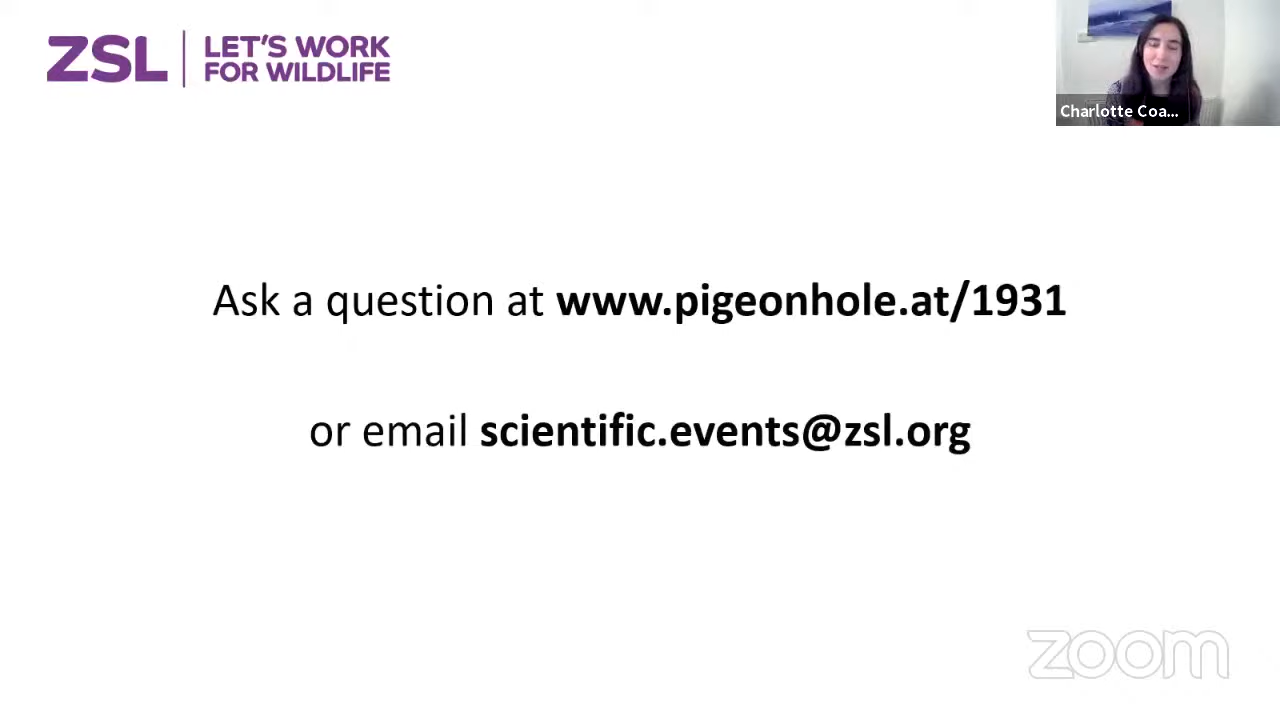 ZSL
LET'S WORK
FOR WILDLIFE
Charlotte Coa...
Ask a question at www.pigeonhole.at/1931
or email scientific.events@zsl.org
zoom